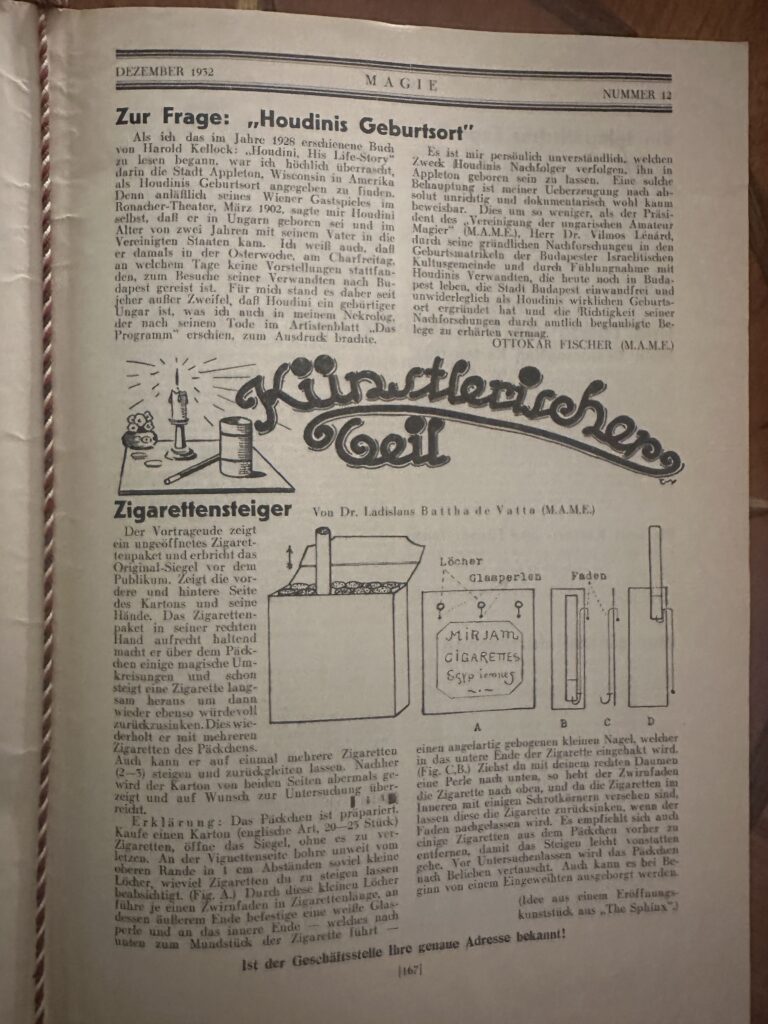 DEZEMBER 1932
MAGIE
NUMMER 12
Zur Frage: „Houdinis Geburtsort"
Als ich das im Jahre 1928 erschienene Buch
von Harold Kellock: „Houdini, His Life-Story"
zu lesen begann, war ich höchlich überrascht,
darin die Stadt Appleton, Wisconsin in Amerika
als Houdinis Geburtsort angegeben zu finden.
Denn anläßlich seines Wiener Gastspieles im
Ronacher-Theater, März 1902, sagte mir Houdini
selbst, daß er in Ungarn geboren sei und im
Alter von zwei Jahren mit seinem Vater in die
Vereinigten Staaten kam. Ich weiß auch, daß
er damals in der Osterwoche, am Charfreitag,
an welchem Tage keine Vorstellungen stattfan-
den, zum Besuche seiner Verwandten nach Bu-
dapest gereist ist. Für mich stand es daher seit
jeher außer Zweifel, daß Houdini ein gebürtiger
Ungar ist, was ich auch in meinem Nekrolog,
der nach seinem Tode im Artistenblatt „Das
Programm" erschien, zum Ausdruck brachte.
Es ist mir persönlich unverständlich, welchen
Zweck Houdinis Nachfolger verfolgen, ihn in
Appleton geboren sein zu lassen. Eine solche
Behauptung ist meiner Ueberzeugung nach ab-
solut unrichtig und dokumentarisch wohl kaum
beweisbar. Dies um so weniger, als der Präsi-
dent des „Vereinigung der ungarischen Amateur
Magier" (M.A.M.E.), Herr Dr. Vilmos Lénárd,
durch seine gründlichen Nachforschungen in den
Geburtsmatrikeln der Budapester Israelitischen
Kultusgemeinde und durch Fühlungnahme mit
Houdinis Verwandten, die heute noch in Buda-
pest leben, die Stadt Budapest einwandfrei und
unwiderleglich als Houdinis wirklichen Geburts-
ort ergründet hat und die Richtigkeit seiner
Nachforschungen durch amtlich beglaubigte Be-
lege zu erhärten vermag.
OTTOKAR FISCHER (M.A.M.E.)
Künstlerischer
Teil
Zigarettensteiger Von Dr. Ladislaus Battha de Vatta (M.A.M.E.)
Der Vortragende zeigt
ein ungeöffnetes Zigaret-
tenpaket und erbricht das
Original-Siegel vor dem
Publikum. Zeigt die vor-
dere und hintere Seite
des Kartons und seine
Hände. Das Zigaretten-
paket in seiner rechten
Hand aufrecht haltend
macht er über dem Päck-
chen einige magische Um-
kreisungen und schon
steigt eine Zigarette lang-
sam heraus um dann
wieder ebenso würdevoll
zurückzusinken. Dies wie-
derholt er mit mehreren
Zigaretten des Päckchens.
Auch kann er auf einmal mehrere Zigaretten
(2—3) steigen und zurückgleiten lassen. Nachher
wird der Karton von beiden Seiten abermals ge-
zeigt und auf Wunsch zur Untersuchung über-
reicht.
Erklärung: Das Päckchen ist präpariert.
Kaufe einen Karton (englische Art, 20—25 Stück)
Zigaretten, öffne das Siegel, ohne es zu ver-
letzen. An der Vignettenseite bohre unweit vom
oberen Rande in 1 cm Abständen soviel kleine
Löcher, wieviel Zigaretten du zu steigen lassen
beabsichtigt. (Fig. A.) Durch diese kleinen Löcher
führe je einen Zwirnfaden in Zigarettenlänge, an
dessen äußerem Ende befestige eine weiße Glas-
perle und an das innere Ende — welches nach
unten zum Mundstück der Zigarette führt —
Löcher
Glasperlen
Faden
MIRJAM
CIGARETTES
A
B
C
D
einen angelartig gebogenen kleinen Nagel, welcher
in das untere Ende der Zigarette eingehakt wird.
(Fig. C.B.) Ziehst du mit deinem rechten Daumen
eine Perle nach unten, so hebt der Zwirnfaden
die Zigarette nach oben, und da die Zigaretten im
Inneren mit einigen Schrotkörnern versehen sind,
lassen diese die Zigarette zurücksinken, wenn der
Faden nachgelassen wird. Es empfiehlt sich auch
einige Zigaretten aus dem Päckchen vorher zu
entfernen, damit das Steigen leicht vonstatten
gehe. Vor Untersuchenlassen wird das Päckchen
nach Belieben vertauscht. Auch kann es bei Be-
ginn von einem Eingeweihten ausgeborgt werden.
(Idee aus einem Eröffnungs-
kunststück aus „The Sphinx".)
Ist der Geschäftsstelle Ihre genaue Adresse bekannt!
[167]